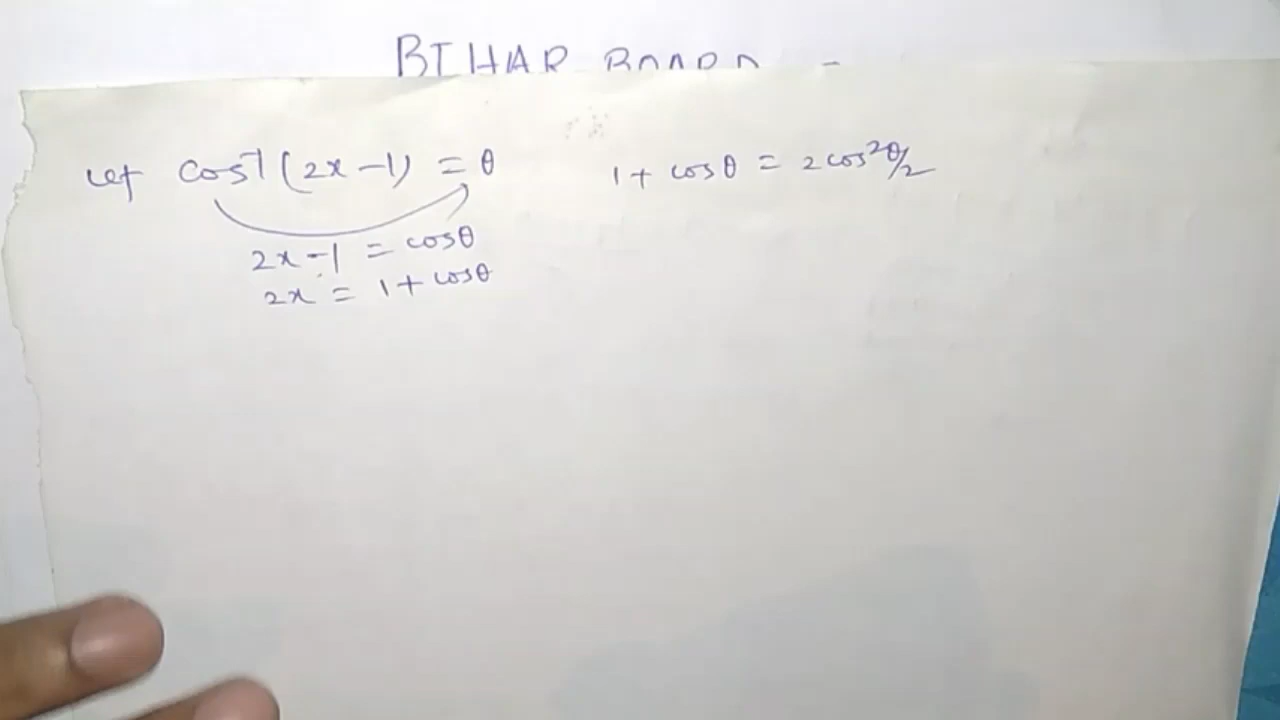 BIHAR BOARD -
let cos⁻¹(2x-1) = θ
1 + cosθ = 2cos²θ/2
2x-1 = cosθ
2x = 1 + cosθ